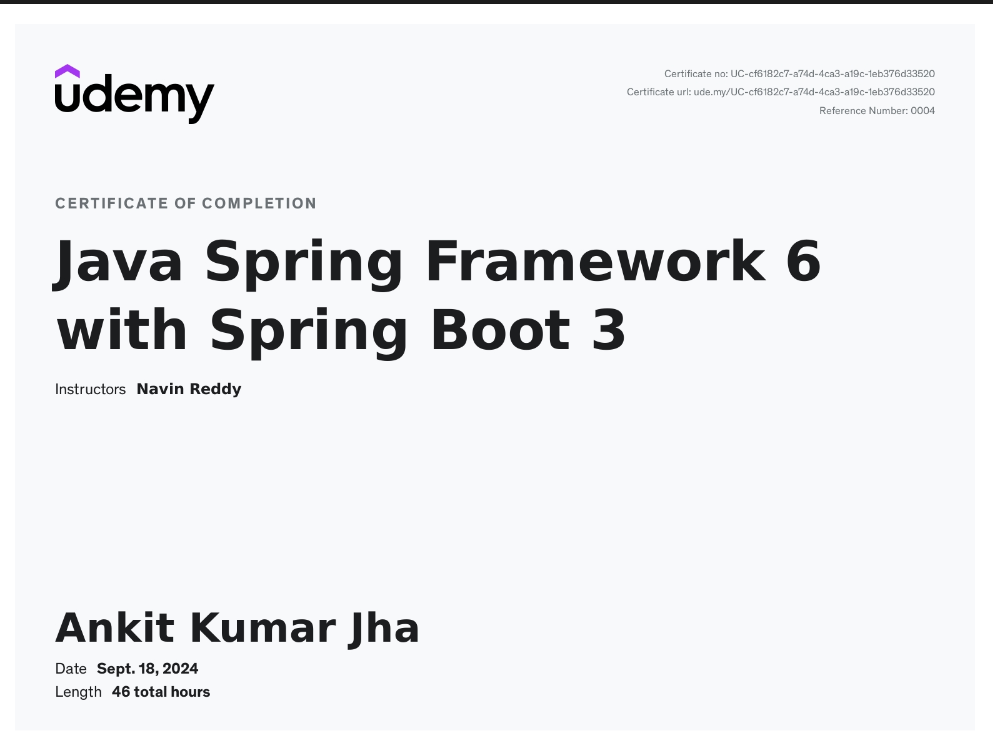 udemy
Certificate no: UC-cf6182c7-a74d-4ca3-a19c-1eb376d33520
Certificate url: ude.my/UC-cf6182c7-a74d-4ca3-a19c-1eb376d33520
Reference Number: 0004
CERTIFICATE OF COMPLETION
Java Spring Framework 6
with Spring Boot 3
Instructors Navin Reddy
Ankit Kumar Jha
Date Sept. 18, 2024
Length 46 total hours